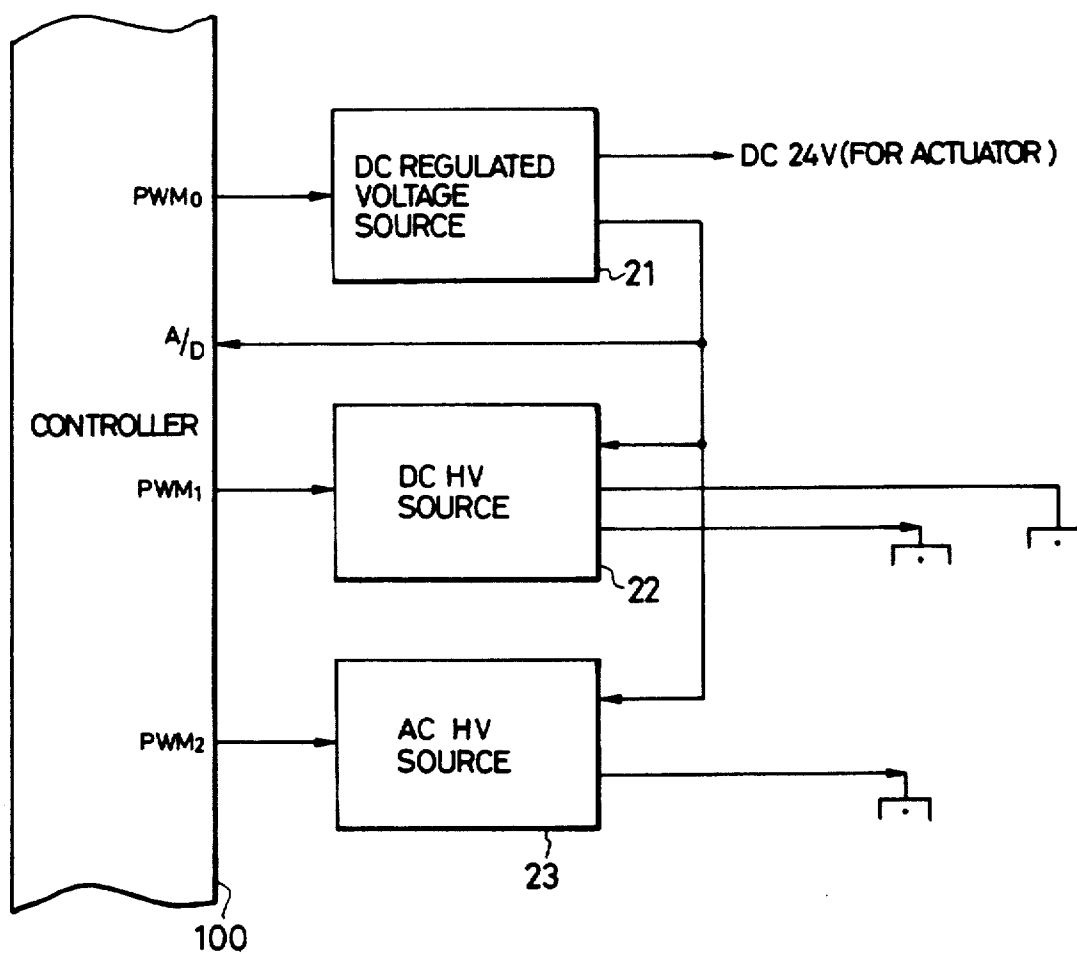 DC REGULATED
VOLTAGE
SOURCE
DC 24V (FOR ACTUATOR)
PWM0
21
A/D
CONTROLLER
DC HV
SOURCE
PWM1
22
AC HV
SOURCE
PWM2
23
100